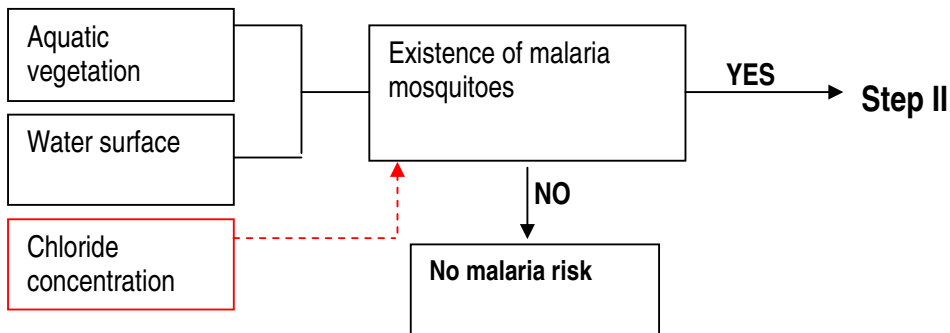 Aquatic
vegetation
Water surface
Chloride
concentration
Existence of malaria
mosquitoes
YES
Step II
NO
No malaria risk